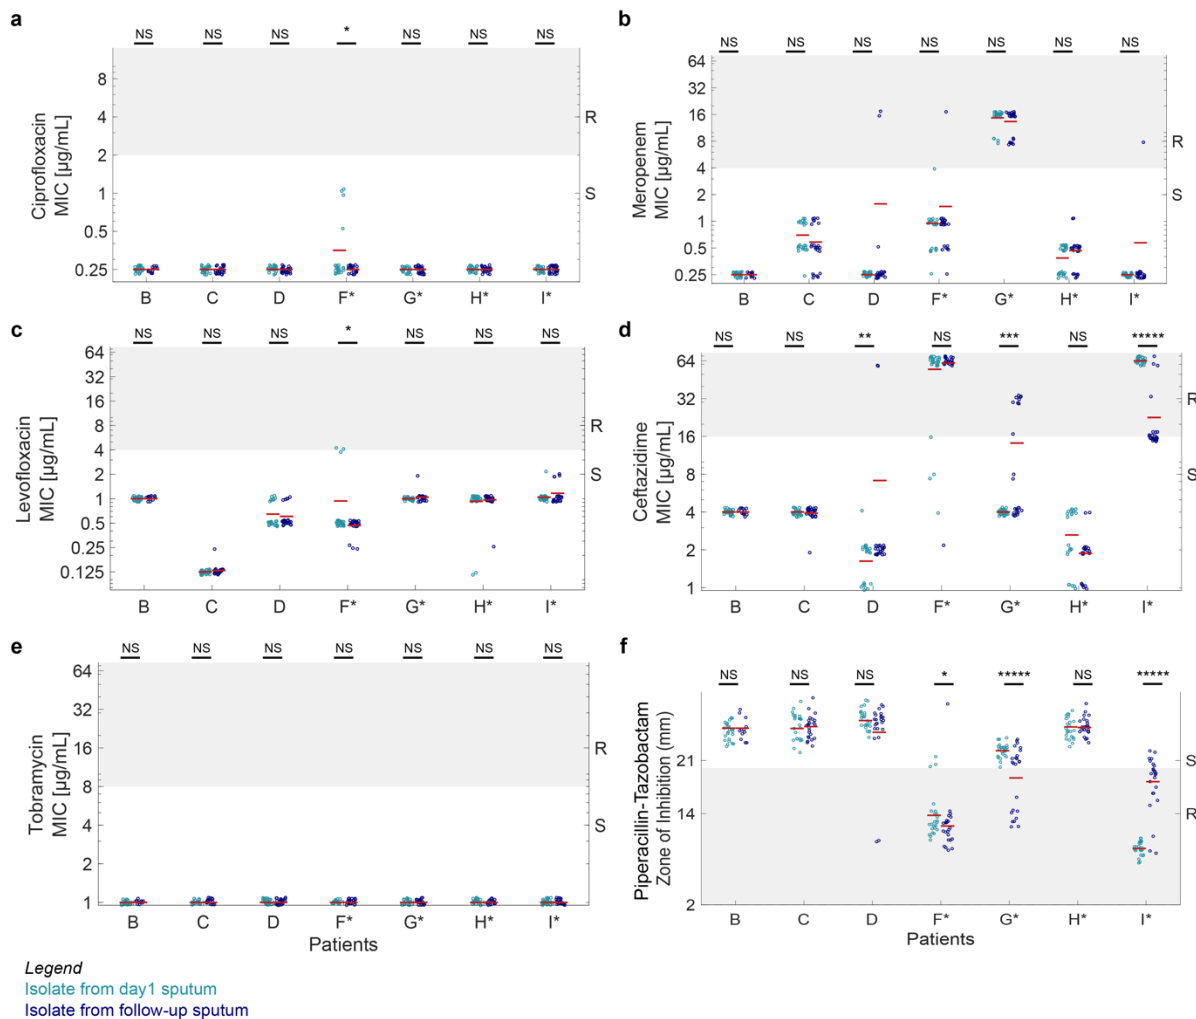 a
NS NS NS * NS NS NS
Ciprofloxacin
MIC [µg/mL]
8
4
2
1
0.5
0.25
R
S
B C D F* G* H* I*
b
NS NS NS NS NS NS NS
Meropenem
MIC [µg/mL]
64
32
16
8
4
2
1
0.5
0.25
R
S
B C D F* G* H* I*
c
NS NS NS * NS NS NS
Levofloxacin
MIC [µg/mL]
64
32
16
8
4
2
1
0.5
0.25
0.125
R
S
B C D F* G* H* I*
d
NS NS ** NS *** NS *****
Ceftazidime
MIC [µg/mL]
64
32
16
8
4
2
1
R
S
B C D F* G* H* I*
e
NS NS NS NS NS NS NS
Tobramycin
MIC [µg/mL]
64
32
16
8
4
2
1
R
S
B C D F* G* H* I*
Patients
f
NS NS NS * ***** NS *****
Piperacillin-Tazobactam
Zone of Inhibition (mm)
21
14
2
S
R
B C D F* G* H* I*
Patients
Legend
Isolate from day1 sputum
Isolate from follow-up sputum